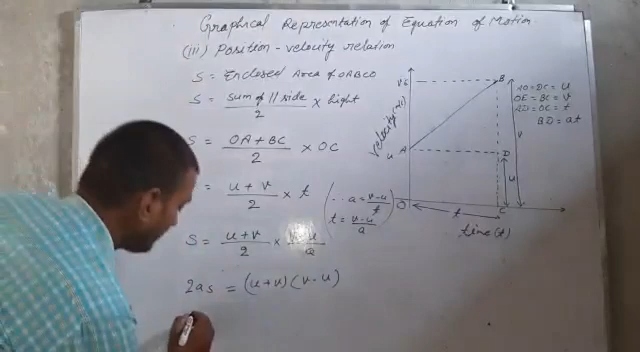 Graphical Representation of Equation of Motion
(iii) Position - velocity relation
S = Enclosed Area of OABCO
S = sum of || side / 2 × hight
S = OA + BC / 2 × OC
= u + v / 2 × t
(∵ a = v-u / t
t = v-u / a)
S = u+v / 2 × v-u / a
2as = (u+v) (v-u)
velocity
VE
B
u A
D
O
t
C
time(t)
v
u
AO = DC = u
OE = BC = v
= OC = t
BD = at